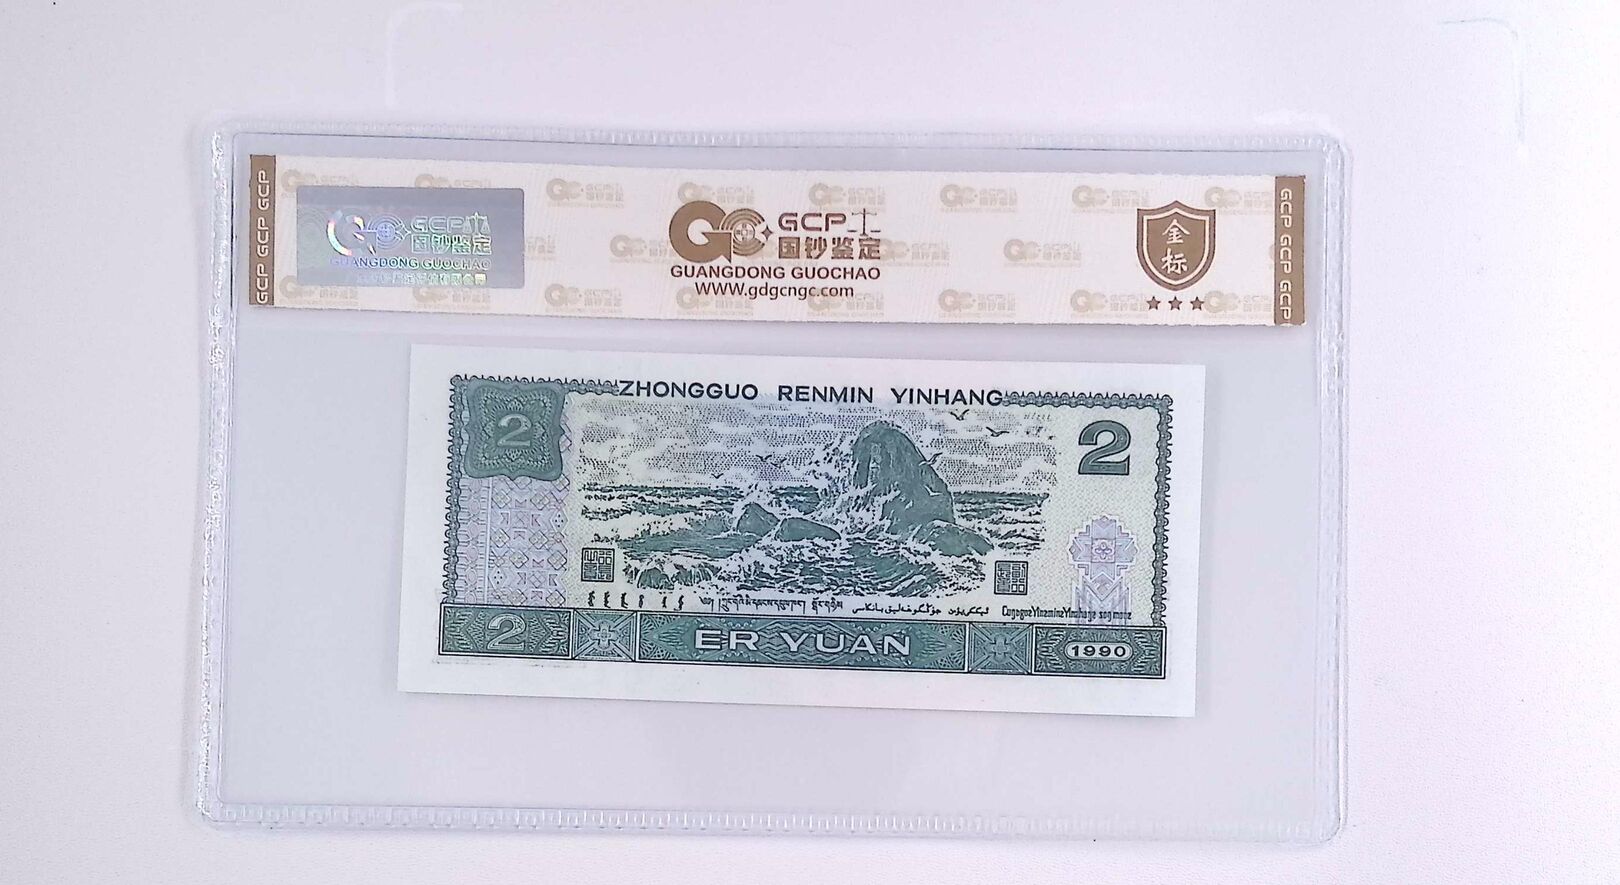 GCP GCP GCP
GCP
国钞鉴定
GUANGDONG GUOCHAO
GCP
国钞鉴定
GUANGDONG GUOCHAO
www.gdgcngc.com
全标
GCP GCP GCP GCP
ZHONGGUO RENMIN YINHANG
2
2
2
ER YUAN
1990